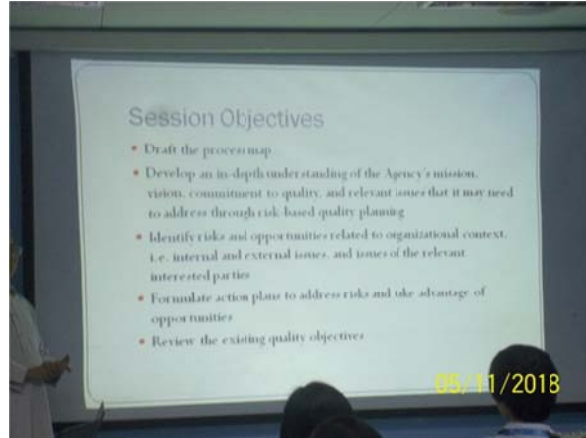 Session Objectives
• Draft the process map
• Develop an in-depth understanding of the Agency's mission,
vision, commitment to quality, and relevant issues that it may need
to address through risk-based quality planning
• Identify risks and opportunities related to organizational context,
i.e. internal and external issues, and issues of the relevant
interested parties
• Formulate action plans to address risks and take advantage of
opportunities
• Review the existing quality objectives
05/11/2018